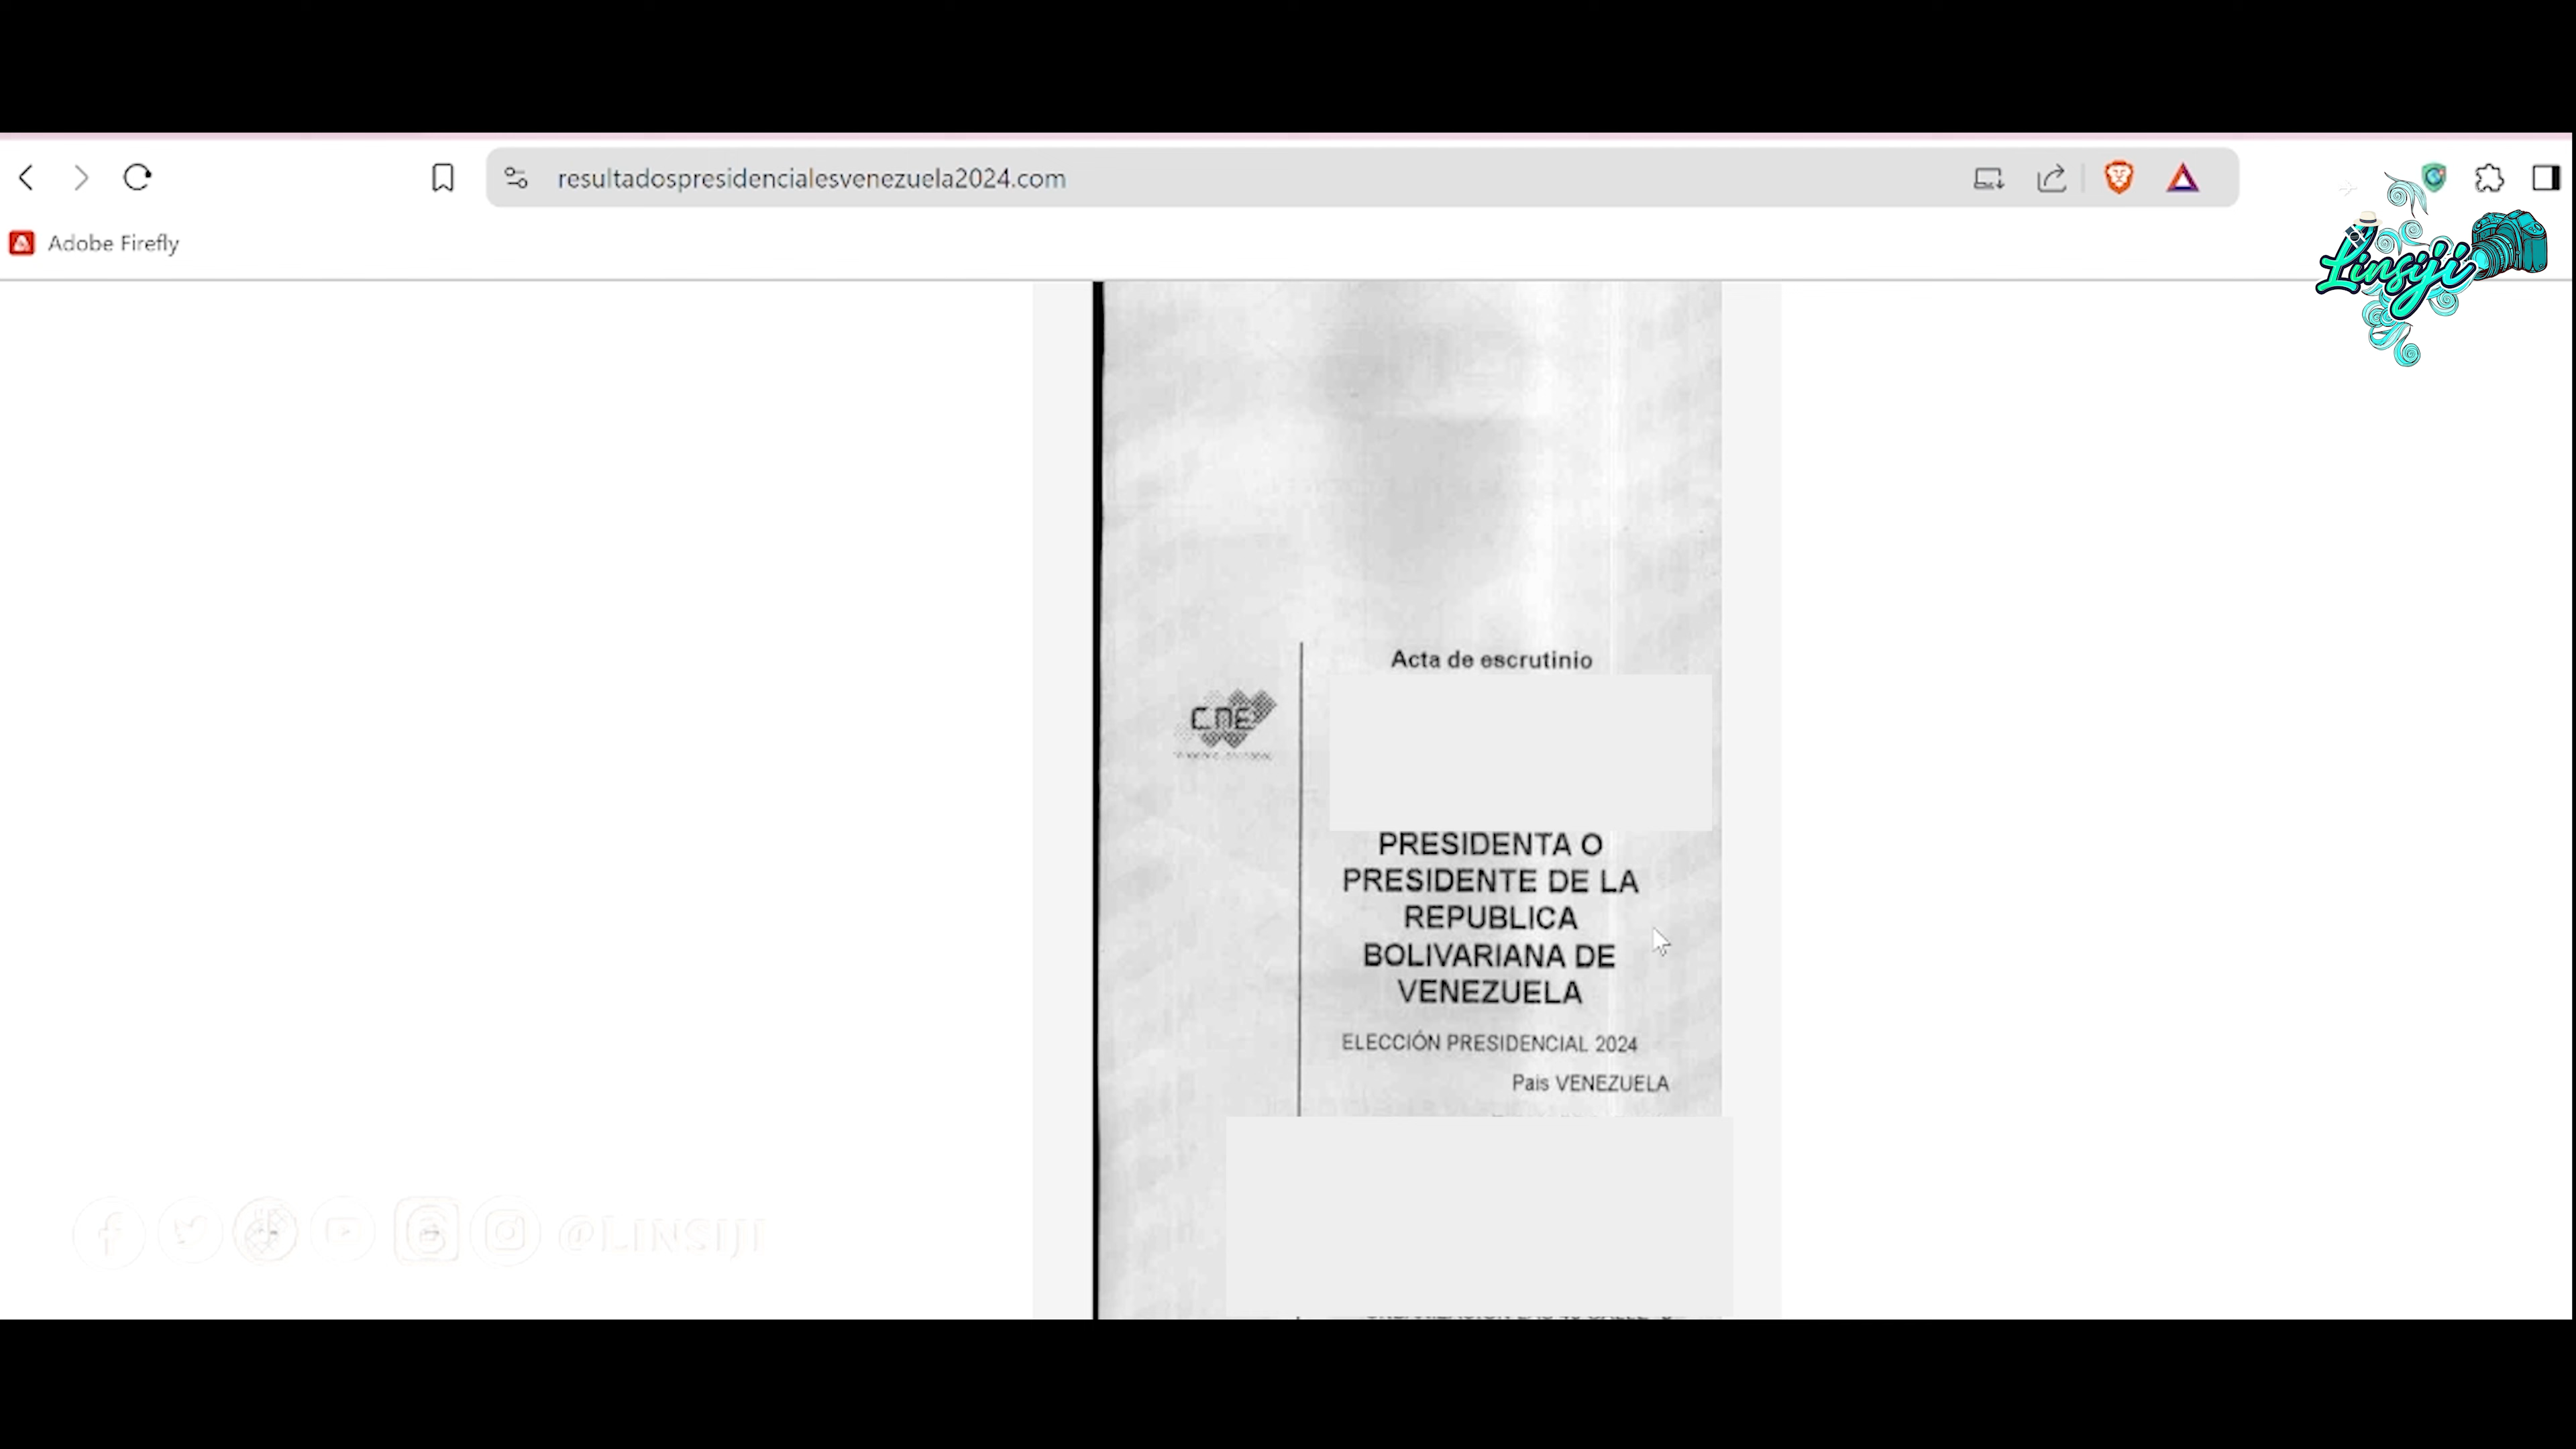 resultadospresidencialesvenezuela2024.com
Adobe Firefly
Linsiji
Acta de escrutinio
CNE
PRESIDENTA O
PRESIDENTE DE LA
REPUBLICA
BOLIVARIANA DE
VENEZUELA
ELECCIÓN PRESIDENCIAL 2024
Pais VENEZUELA
@LINSIJI